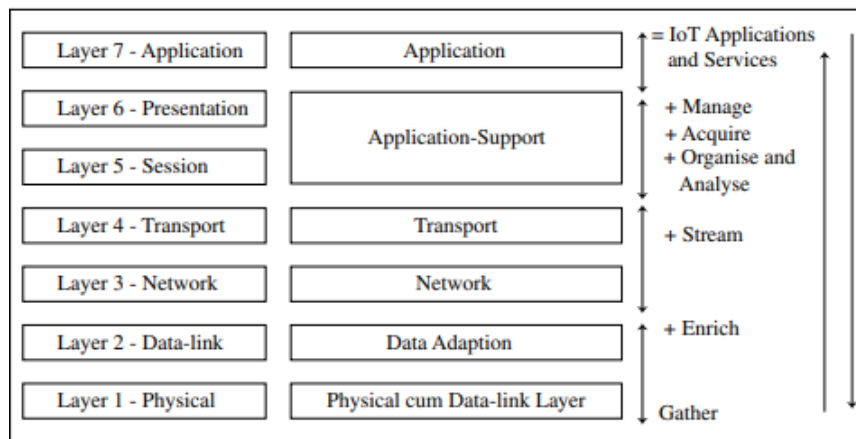 Layer 7 - Application
Application
= IoT Applications
and Services
Layer 6 - Presentation
Application-Support
+ Manage
+ Acquire
+ Organise and
Analyse
Layer 5 - Session
Layer 4 - Transport
Transport
+ Stream
Layer 3 - Network
Network
Layer 2 - Data-link
Data Adaption
+ Enrich
Layer 1 - Physical
Physical cum Data-link Layer
Gather